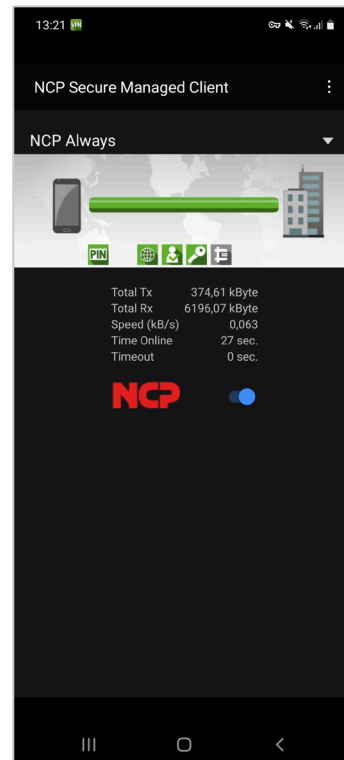 13:21 VPN
NCP Secure Managed Client
NCP Always
PIN
Total Tx 374,61 kByte
Total Rx 6196,07 kByte
Speed (kB/s) 0,063
Time Online 27 sec.
Timeout 0 sec.
NCP